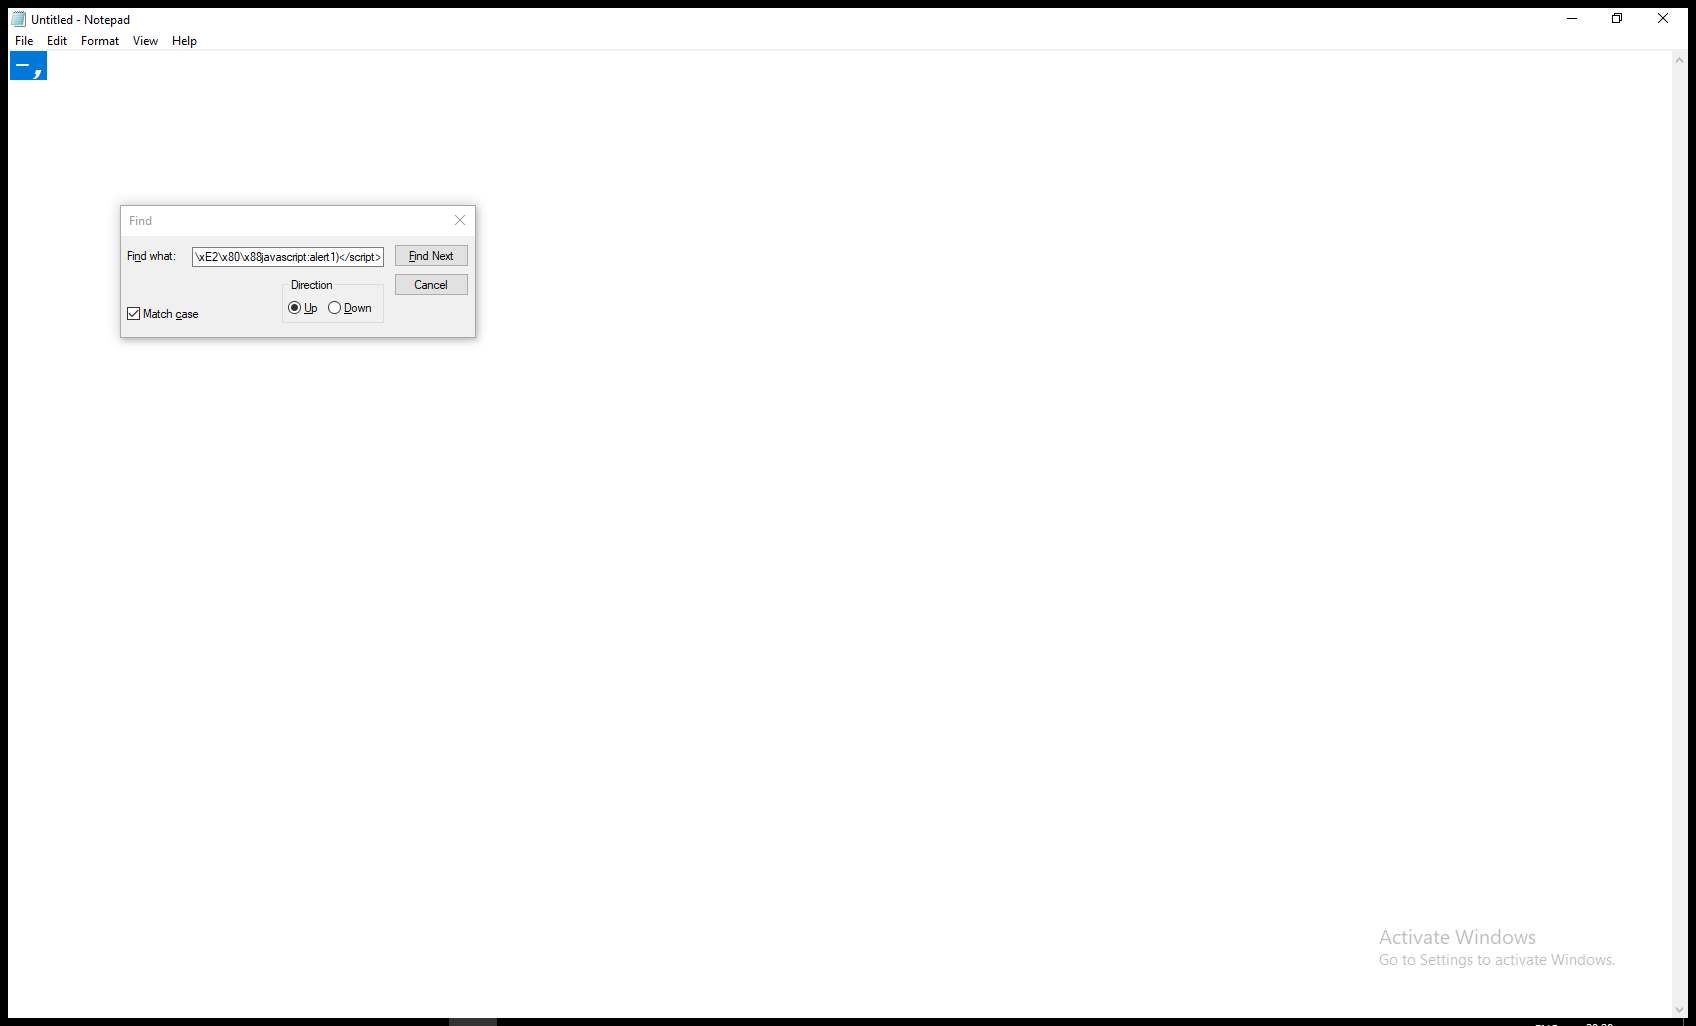 Untitled - Notepad
File Edit Format View Help
–,
Find
Find what: \xE2\x80\x88javascript:alert1)</script> Find Next
Direction Cancel
Up Down
Match case
Activate Windows
Go to Settings to activate Windows.